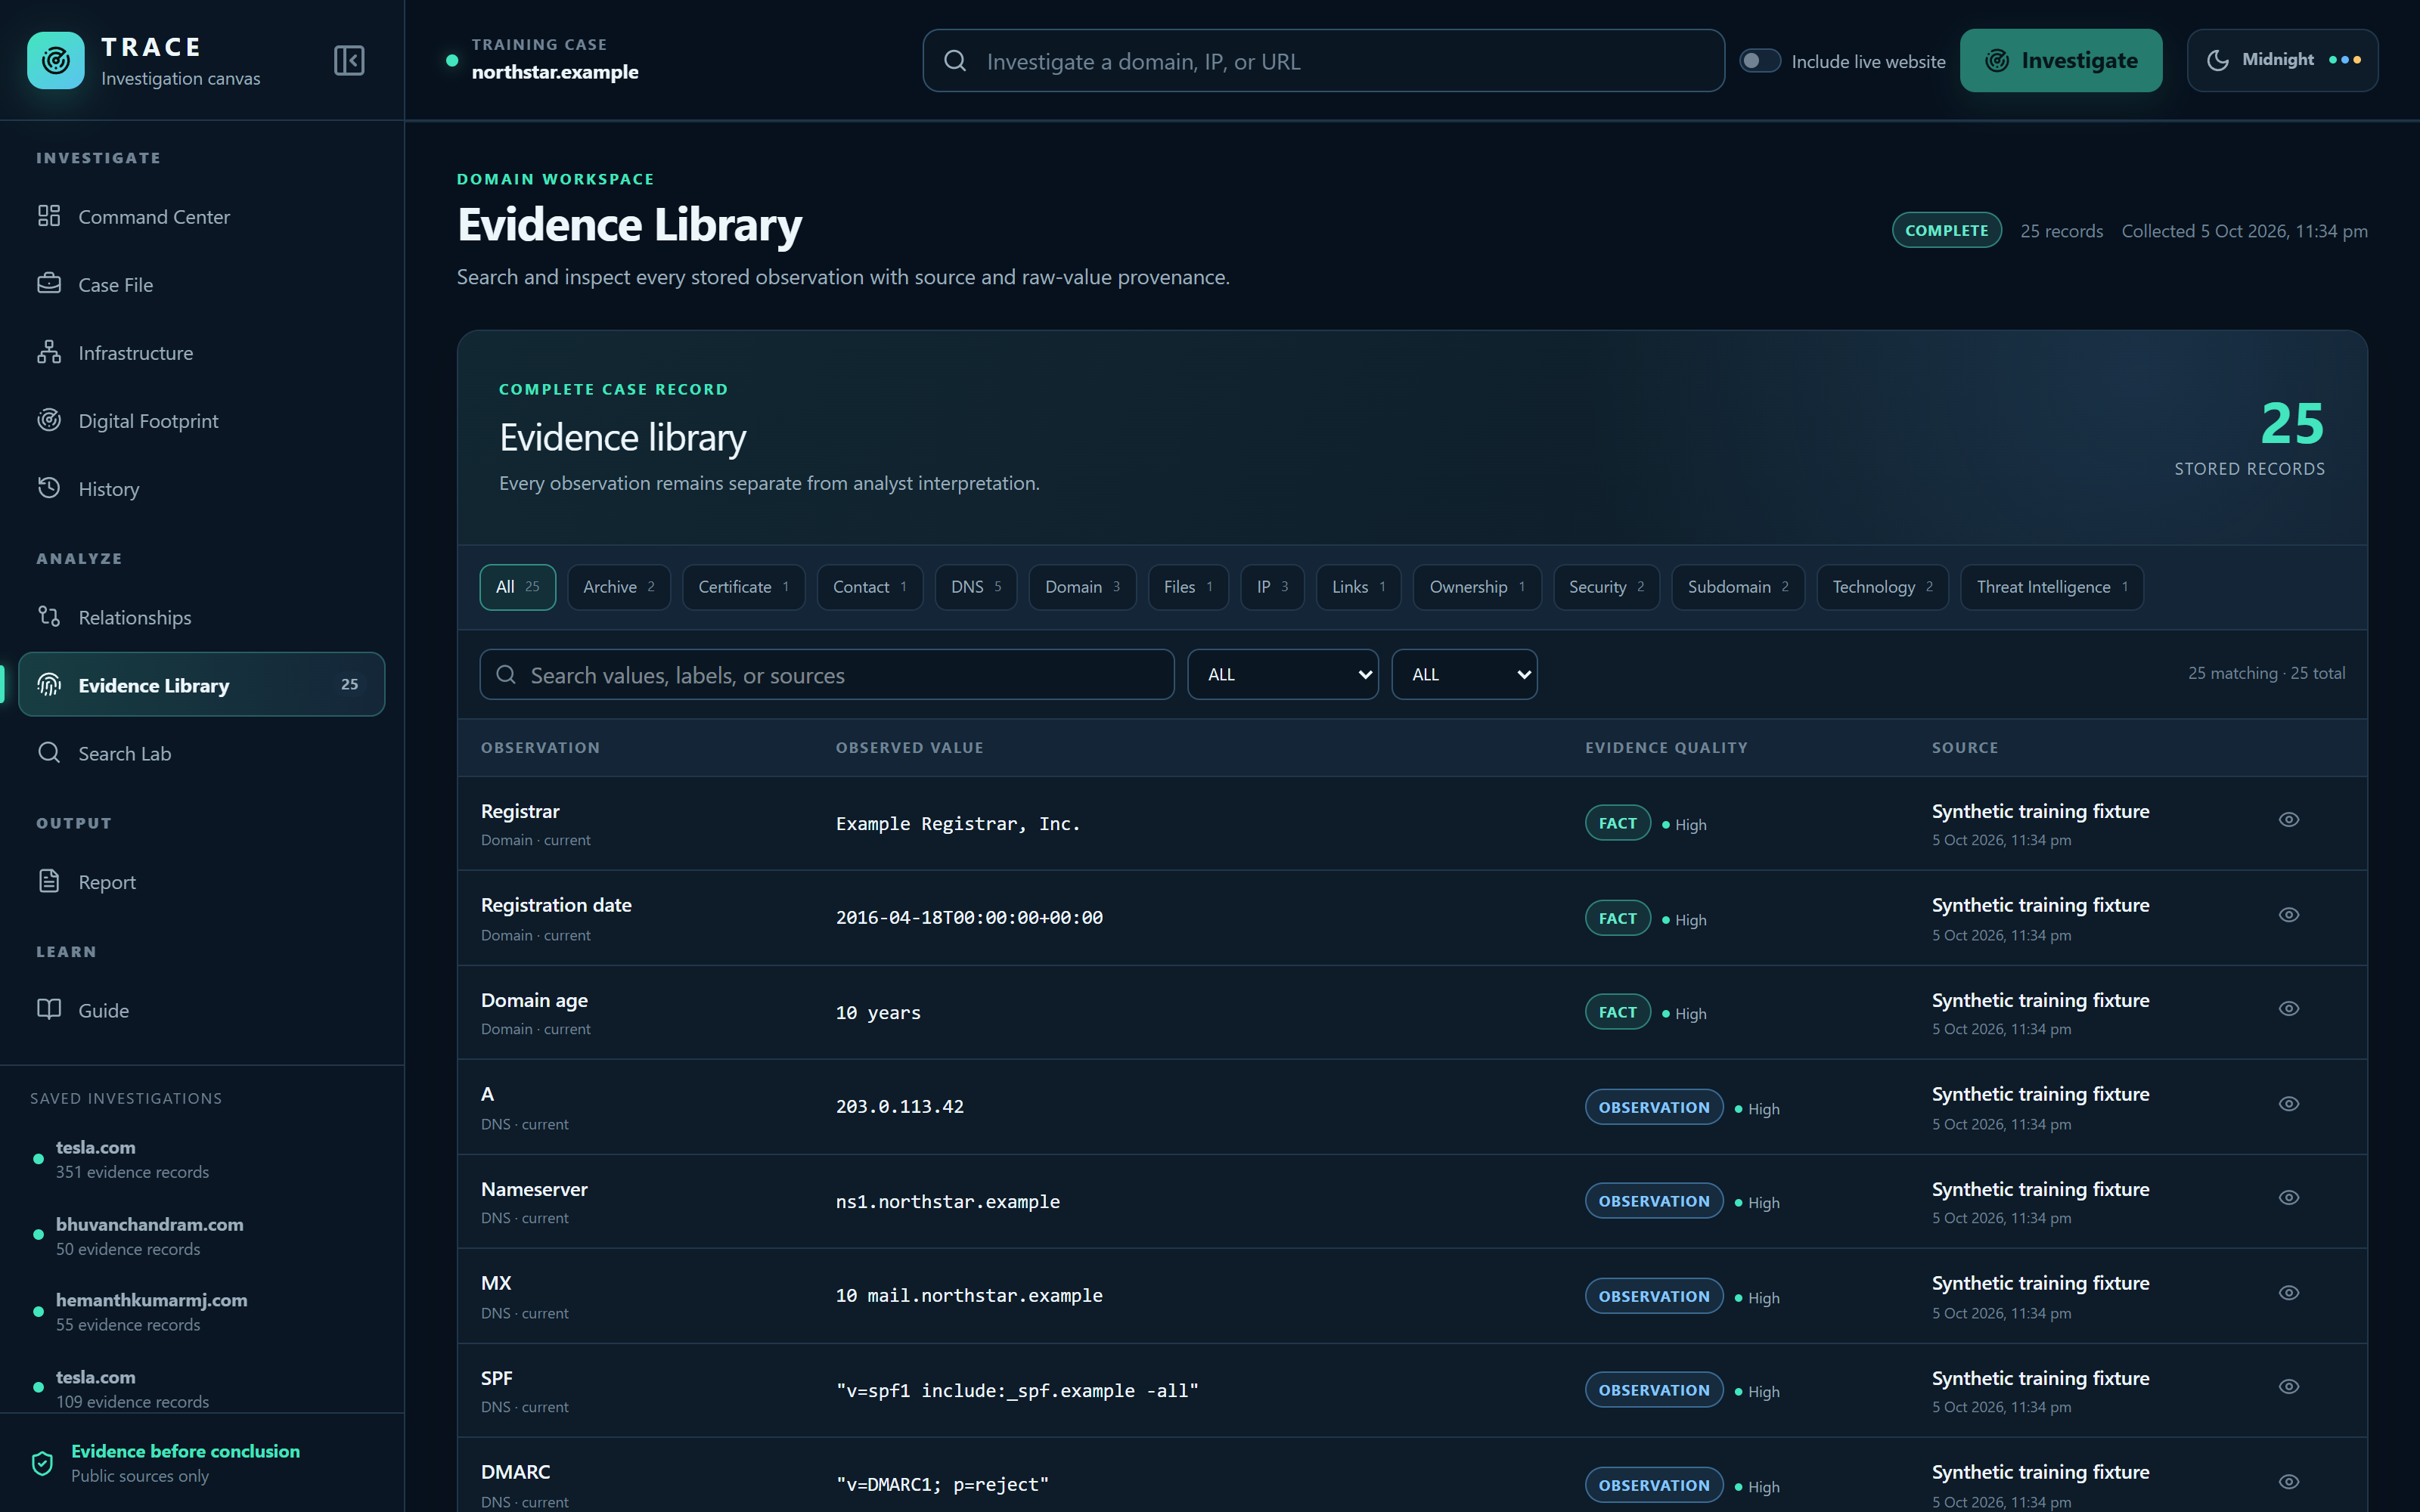 TRACE
Investigation canvas
TRAINING CASE
northstar.example
Investigate a domain, IP, or URL
Include live website
Investigate
Midnight
INVESTIGATE
Command Center
Case File
Infrastructure
Digital Footprint
History
ANALYZE
Relationships
Evidence Library 25
Search Lab
OUTPUT
Report
LEARN
Guide
SAVED INVESTIGATIONS
tesla.com
351 evidence records
bhuvanchandram.com
50 evidence records
hemanthkumarmj.com
55 evidence records
tesla.com
109 evidence records
Evidence before conclusion
Public sources only
DOMAIN WORKSPACE
Evidence Library
Search and inspect every stored observation with source and raw-value provenance.
COMPLETE 25 records Collected 5 Oct 2026, 11:34 pm
COMPLETE CASE RECORD
Evidence library
Every observation remains separate from analyst interpretation.
25
STORED RECORDS
All 25 Archive 2 Certificate 1 Contact 1 DNS 5 Domain 3 Files 1 IP 3 Links 1 Ownership 1 Security 2 Subdomain 2 Technology 2 Threat Intelligence 1
Search values, labels, or sources ALL ALL 25 matching · 25 total
OBSERVATION OBSERVED VALUE EVIDENCE QUALITY SOURCE
Registrar
Domain · current
Example Registrar, Inc.
FACT High
Synthetic training fixture
5 Oct 2026, 11:34 pm
Registration date
Domain · current
2016-04-18T00:00:00+00:00
FACT High
Synthetic training fixture
5 Oct 2026, 11:34 pm
Domain age
Domain · current
10 years
FACT High
Synthetic training fixture
5 Oct 2026, 11:34 pm
A
DNS · current
203.0.113.42
OBSERVATION High
Synthetic training fixture
5 Oct 2026, 11:34 pm
Nameserver
DNS · current
ns1.northstar.example
OBSERVATION High
Synthetic training fixture
5 Oct 2026, 11:34 pm
MX
DNS · current
10 mail.northstar.example
OBSERVATION High
Synthetic training fixture
5 Oct 2026, 11:34 pm
SPF
DNS · current
"v=spf1 include:_spf.example -all"
OBSERVATION High
Synthetic training fixture
5 Oct 2026, 11:34 pm
DMARC
DNS · current
"v=DMARC1; p=reject"
OBSERVATION High
Synthetic training fixture
5 Oct 2026, 11:34 pm